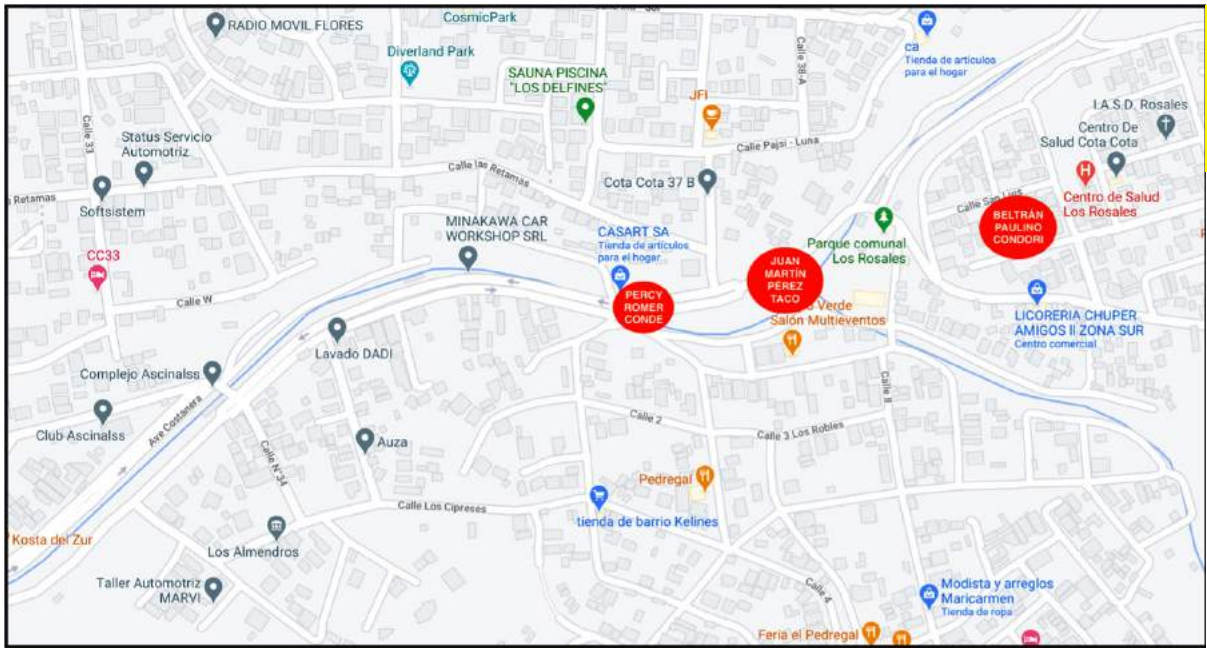 CosmicPark
RADIO MOVIL FLORES
Diverland Park
ca
Tienda de artículos
para el hogar
Calle 38-A
SAUNA PISCINA
"LOS DELFINES"
JFI
I.A.S.D. Rosales
Calle 33
Status Servicio
Automotriz
Centro De
Salud Cota Cota
Calle Pajsi - Luna
Calle las Retamas
Cota Cota 37 B
Centro de Salud
Los Rosales
Retamas
Softsistem
Calle San Luis
MINAKAWA CAR
WORKSHOP SRL
CASART SA
Tienda de artículos
para el hogar
BELTRÁN
PAULINO
CONDORI
Parque comunal
Los Rosales
CC33
JUAN
MARTÍN
PÉREZ
TACO
Calle W
PERCY
ROMER
CONDE
Verde
Salón Multieventos
LICORERIA CHUPER
AMIGOS II ZONA SUR
Centro comercial
Lavado DADI
Complejo Ascinalss
Calle 8
Ave Costanera
Calle 2
Calle 3 Los Robles
Club Ascinalss
Auza
Calle N°34
Pedregal
Calle Los Cipreses
tienda de barrio Kelines
Kosta del Zur
Los Almendros
Taller Automotriz
MARVI
Calle 4
Modista y arreglos
Maricarmen
Tienda de ropa
Feria el Pedregal